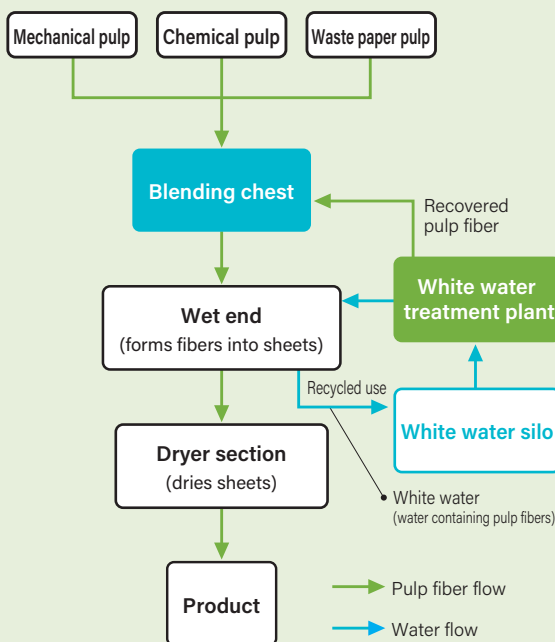 Mechanical pulp
Chemical pulp
Waste paper pulp
Blending chest
Recovered
pulp fiber
White water
treatment plant
Wet end
(forms fibers into sheets)
Recycled use
White water silo
Dryer section
(dries sheets)
White water
(water containing pulp fibers)
Product
Pulp fiber flow
Water flow